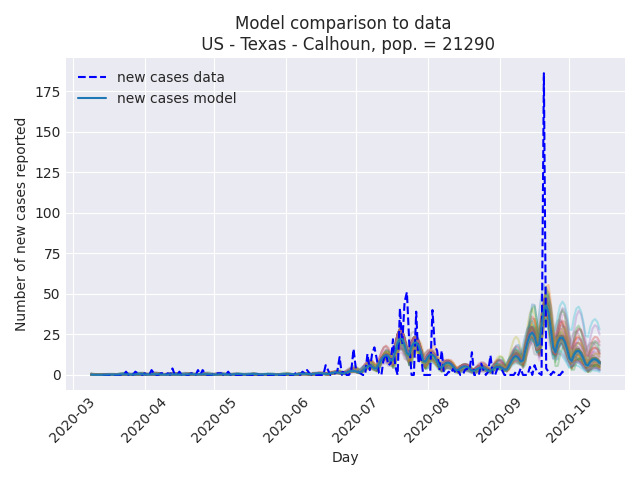 Model comparison to data
US - Texas - Calhoun, pop. = 21290
new cases data
new cases model
Number of new cases reported
175
150
125
100
75
50
25
0
2020-03
2020-04
2020-05
2020-06
2020-07
2020-08
2020-09
2020-10
Day